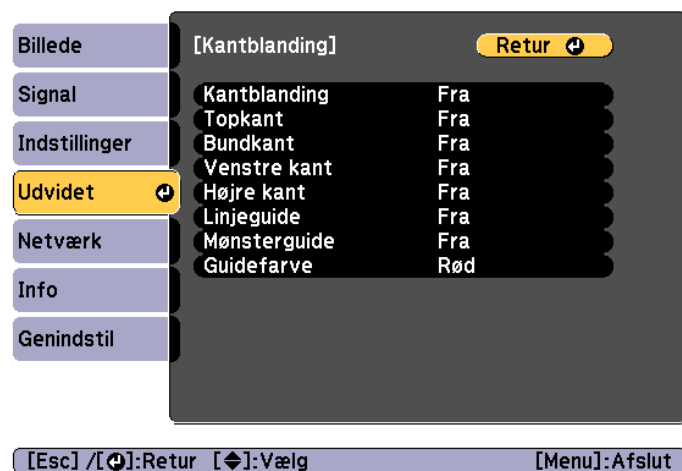 Billede
Signal
Indstillinger
Udvidet
Netværk
Info
Genindstil
[Kantblanding] Retur
Kantblanding Fra
Topkant Fra
Bundkant Fra
Venstre kant Fra
Højre kant Fra
Linjeguide Fra
Mønsterguide Fra
Guidefarve Rød
[Esc] /[⏎]:Retur [◆]:Vælg [Menu]:Afslut